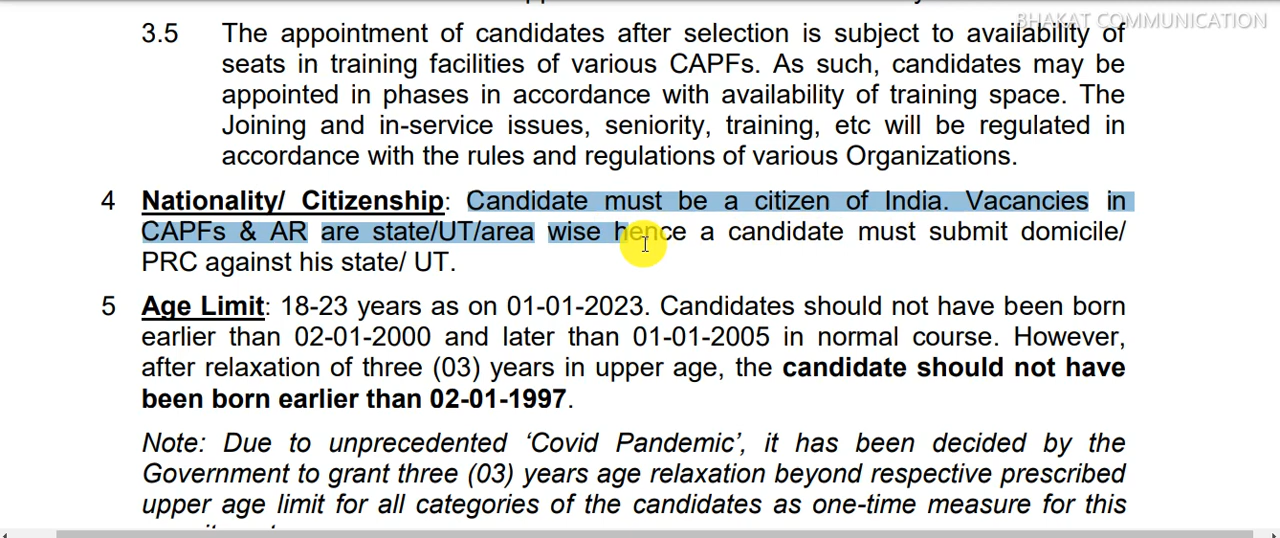 BHAKAT COMMUNICATION
3.5 The appointment of candidates after selection is subject to availability of
seats in training facilities of various CAPFs. As such, candidates may be
appointed in phases in accordance with availability of training space. The
Joining and in-service issues, seniority, training, etc will be regulated in
accordance with the rules and regulations of various Organizations.
4 Nationality/ Citizenship: Candidate must be a citizen of India. Vacancies in
CAPFs & AR are state/UT/area wise hence a candidate must submit domicile/
PRC against his state/ UT.
5 Age Limit: 18-23 years as on 01-01-2023. Candidates should not have been born
earlier than 02-01-2000 and later than 01-01-2005 in normal course. However,
after relaxation of three (03) years in upper age, the candidate should not have
been born earlier than 02-01-1997.
Note: Due to unprecedented ‘Covid Pandemic’, it has been decided by the
Government to grant three (03) years age relaxation beyond respective prescribed
upper age limit for all categories of the candidates as one-time measure for this